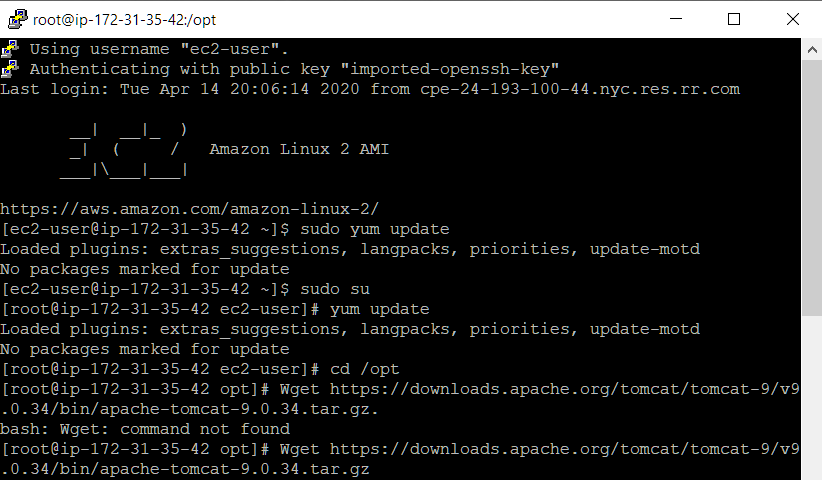 root@ip-172-31-35-42:/opt
Using username "ec2-user".
Authenticating with public key "imported-openssh-key"
Last login: Tue Apr 14 20:06:14 2020 from cpe-24-193-100-44.nyc.res.rr.com
       __|  __|_  )
       _|  (     /   Amazon Linux 2 AMI
      ___|\___|___|
https://aws.amazon.com/amazon-linux-2/
[ec2-user@ip-172-31-35-42 ~]$ sudo yum update
Loaded plugins: extras_suggestions, langpacks, priorities, update-motd
No packages marked for update
[ec2-user@ip-172-31-35-42 ~]$ sudo su
[root@ip-172-31-35-42 ec2-user]# yum update
Loaded plugins: extras_suggestions, langpacks, priorities, update-motd
No packages marked for update
[root@ip-172-31-35-42 ec2-user]# cd /opt
[root@ip-172-31-35-42 opt]# Wget https://downloads.apache.org/tomcat/tomcat-9/v9
.0.34/bin/apache-tomcat-9.0.34.tar.gz.
bash: Wget: command not found
[root@ip-172-31-35-42 opt]# Wget https://downloads.apache.org/tomcat/tomcat-9/v9
.0.34/bin/apache-tomcat-9.0.34.tar.gz